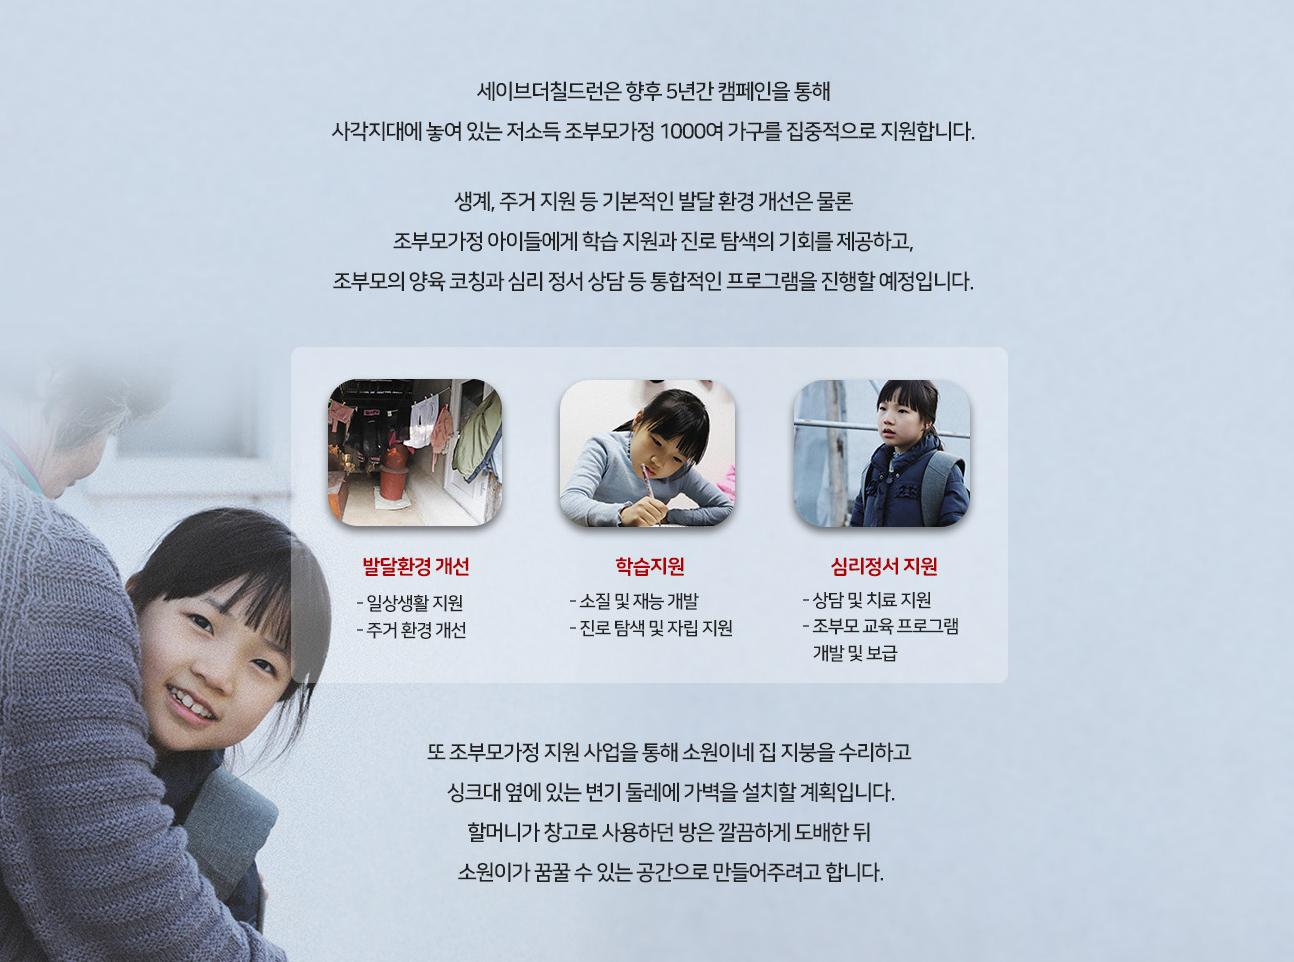 세이브더칠드런은 향후 5년간 캠페인을 통해
사각지대에 놓여 있는 저소득 조부모가정 1000여 가구를 집중적으로 지원합니다.
생계, 주거 지원 등 기본적인 발달 환경 개선은 물론
조부모가정 아이들에게 학습 지원과 진로 탐색의 기회를 제공하고,
조부모의 양육 코칭과 심리 정서 상담 등 통합적인 프로그램을 진행할 예정입니다.
발달환경 개선
- 일상생활 지원
- 주거 환경 개선
학습지원
- 소질 및 재능 개발
- 진로 탐색 및 자립 지원
심리정서 지원
- 상담 및 치료 지원
- 조부모 교육 프로그램
개발 및 보급
또 조부모가정 지원 사업을 통해 소원이네 집 지붕을 수리하고
싱크대 옆에 있는 변기 둘레에 가벽을 설치할 계획입니다.
할머니가 창고로 사용하던 방은 깔끔하게 도배한 뒤
소원이가 꿈꿀 수 있는 공간으로 만들어주려고 합니다.